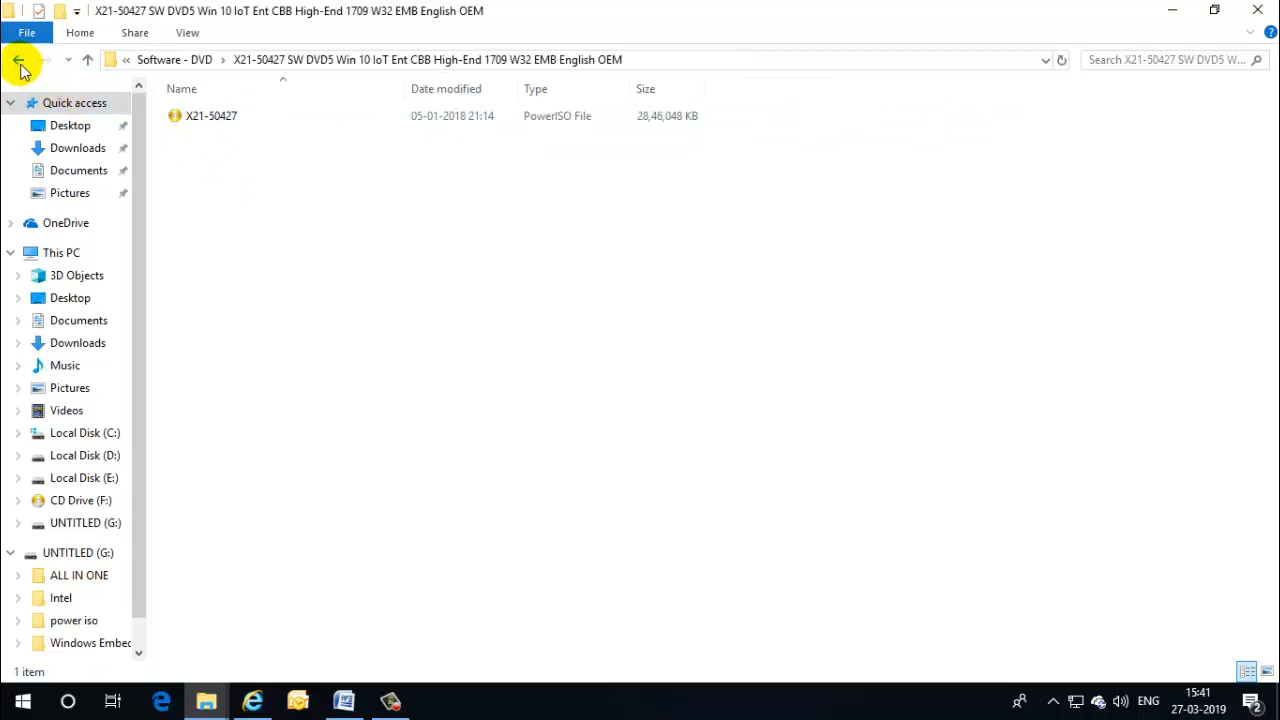 X21-50427 SW DVD5 Win 10 IoT Ent CBB High-End 1709 W32 EMB English OEM
File Home Share View
« Software - DVD › X21-50427 SW DVD5 Win 10 IoT Ent CBB High-End 1709 W32 EMB English OEM Search X21-50427 SW DVD5 W...
Name Date modified Type Size
X21-50427 05-01-2018 21:14 PowerISO File 28,46,048 KB
Quick access
Desktop
Downloads
Documents
Pictures
OneDrive
This PC
3D Objects
Desktop
Documents
Downloads
Music
Pictures
Videos
Local Disk (C:)
Local Disk (D:)
Local Disk (E:)
CD Drive (F:)
UNTITLED (G:)
UNTITLED (G:)
ALL IN ONE
Intel
power iso
Windows Embec
1 item
ENG 15:41
27-03-2019
2